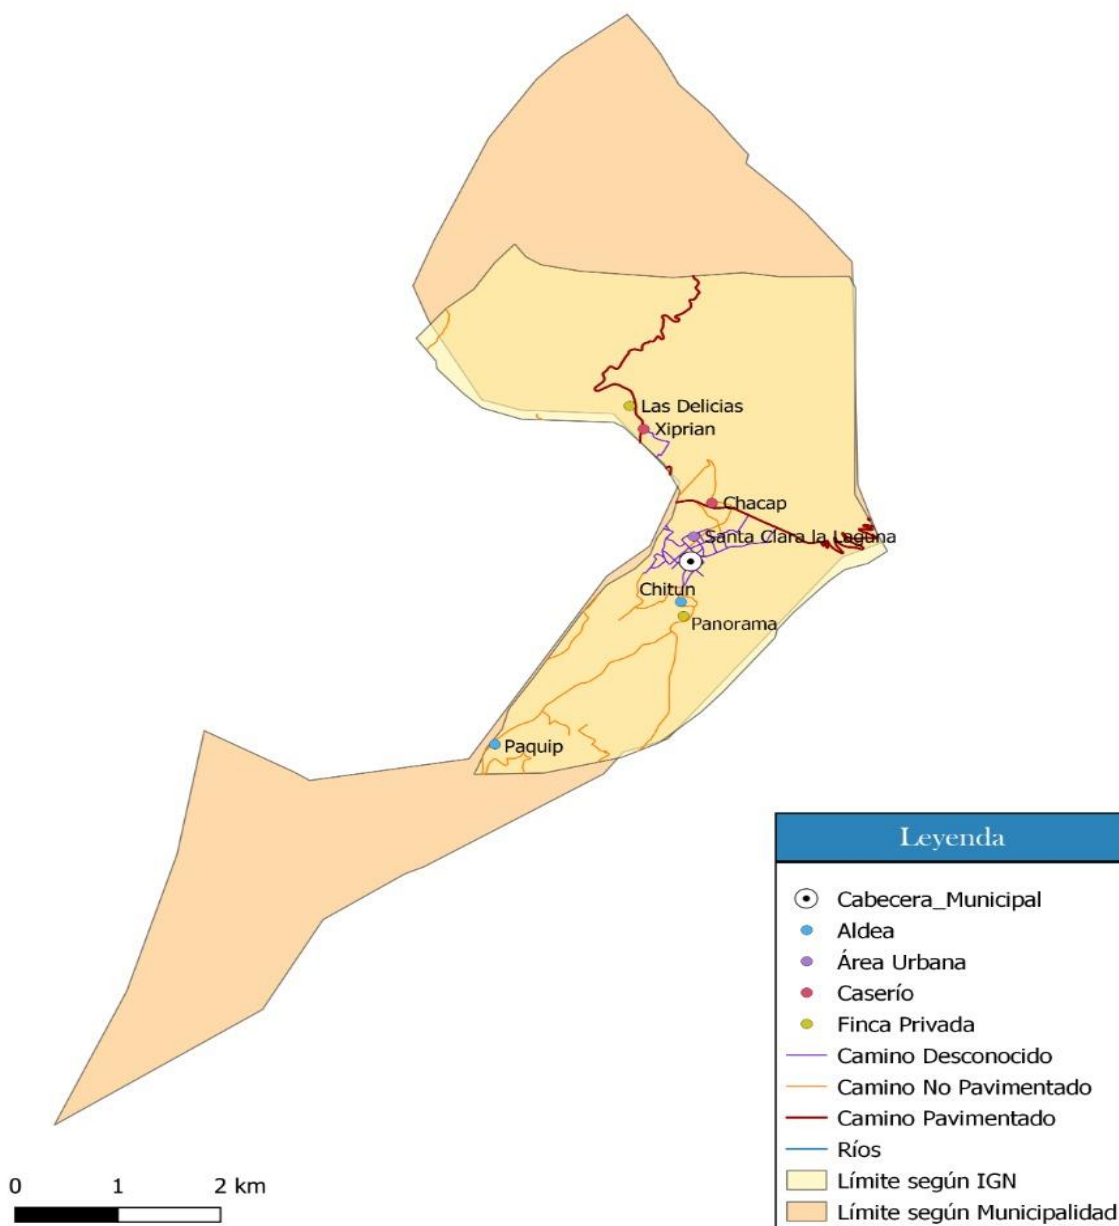 Las Delicias
Xiprian
Chacap
Santa Clara la Laguna
Chitun
Panorama
Paquip
Leyenda
Cabecera_Municipal
Aldea
Área Urbana
Caserío
Finca Privada
Camino Desconocido
Camino No Pavimentado
Camino Pavimentado
Ríos
Límite según IGN
Límite según Municipalidad
0 1 2 km